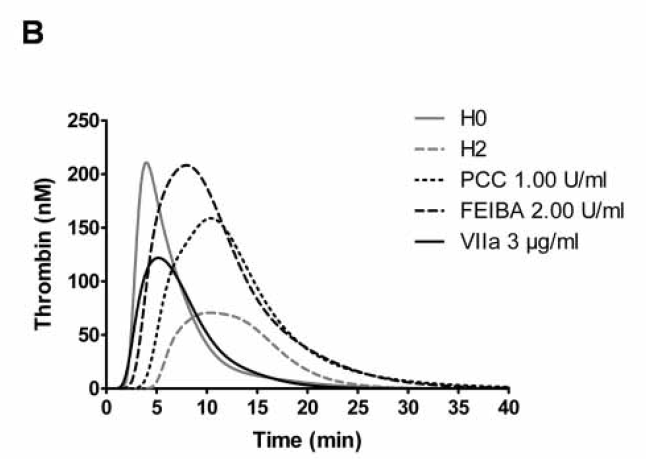 B
H0
H2
PCC 1.00 U/ml
FEIBA 2.00 U/ml
VIIa 3 µg/ml
Thrombin (nM)
250
200
150
100
50
0
0 5 10 15 20 25 30 35 40
Time (min)